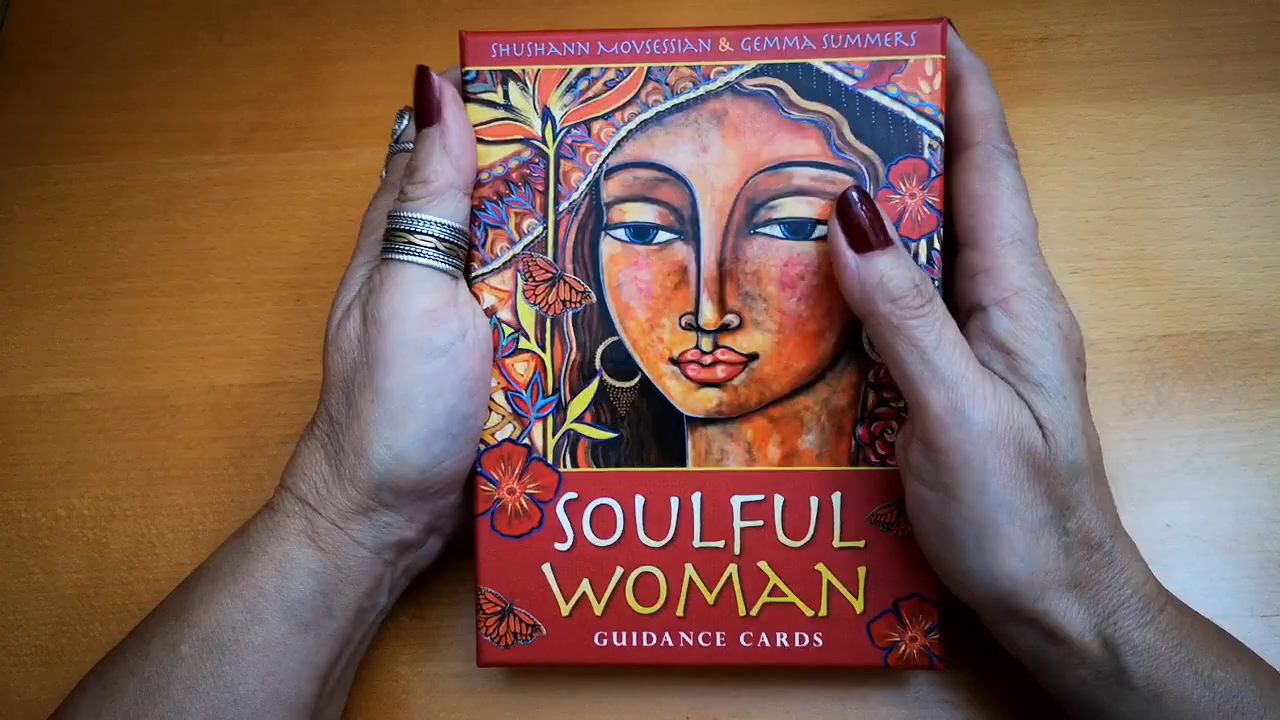 SHUSHANN MOVSESSIAN & GEMMA SUMMERS
SOULFUL
WOMAN
GUIDANCE CARDS